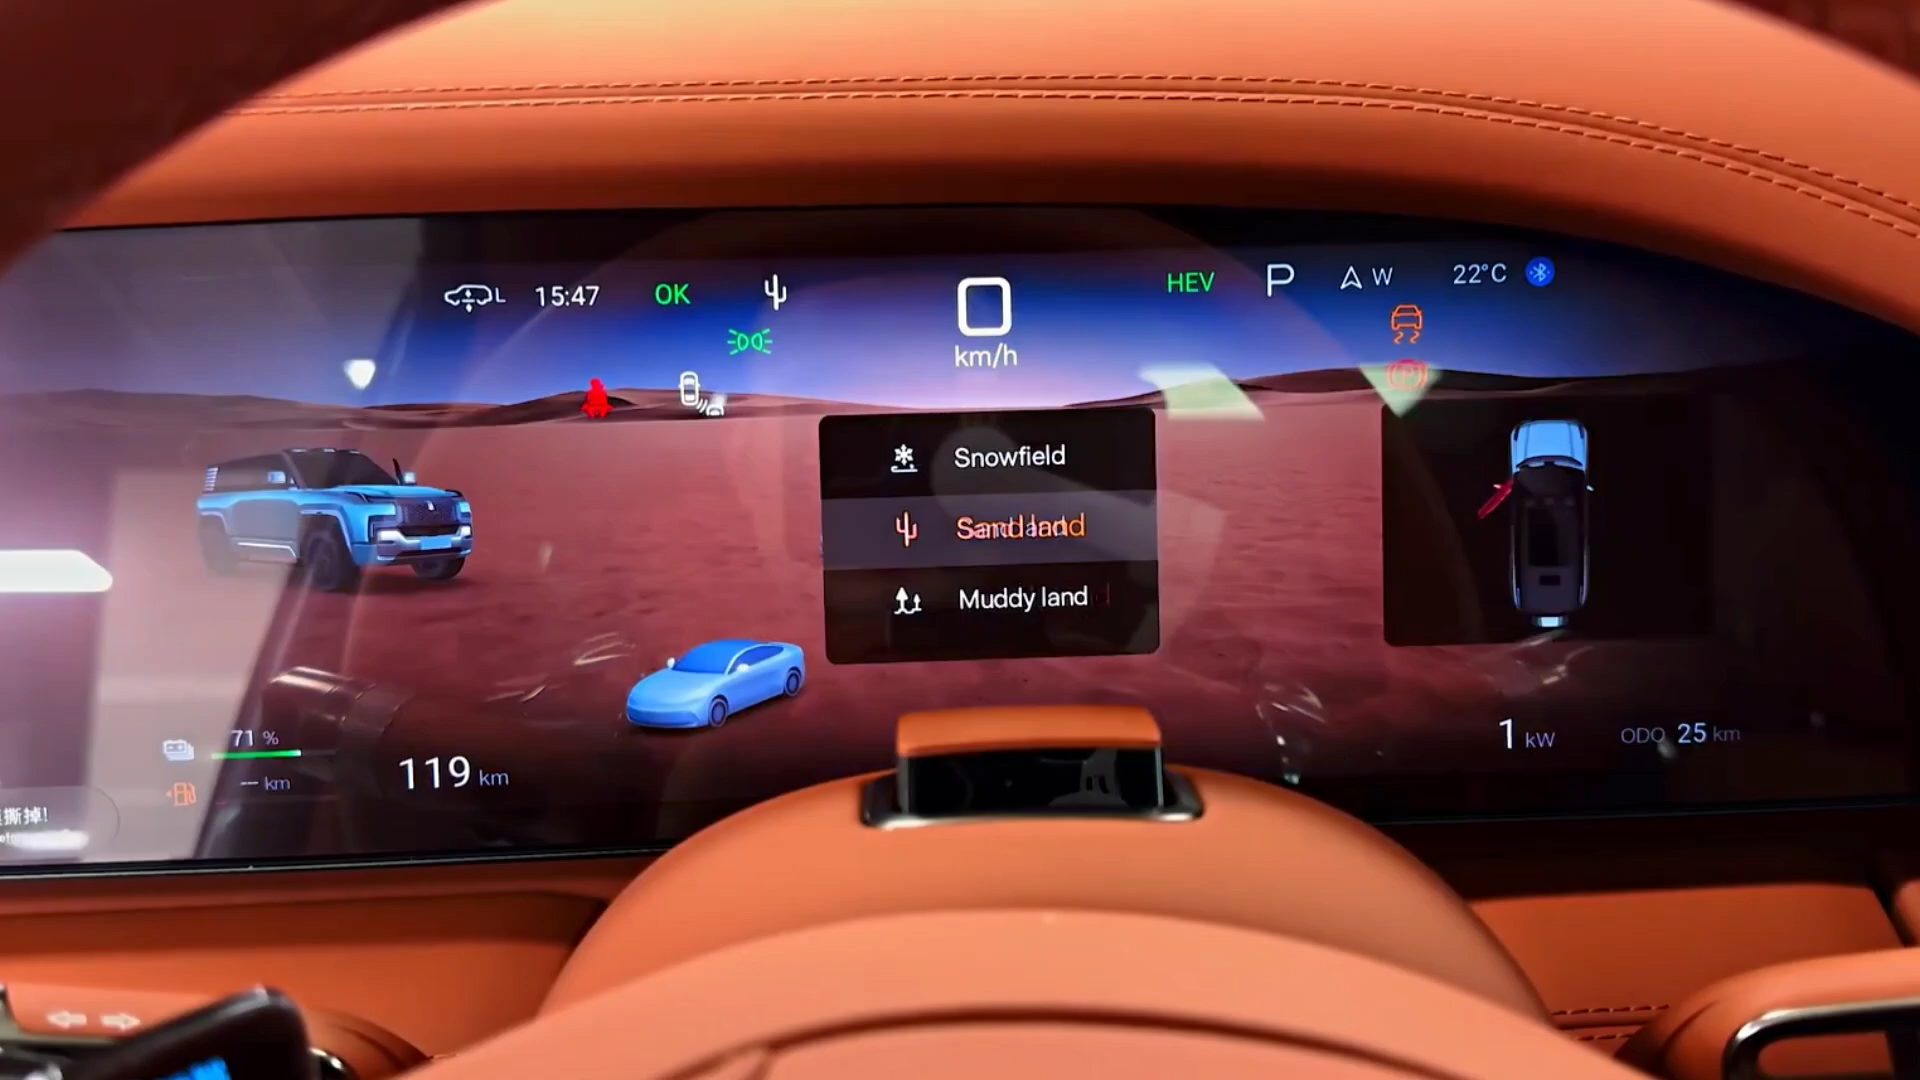 L 15:47 OK
0
km/h
HEV P W 22°C
Snowfield
Sand land
Muddy land
71 %
-- km
119 km
1 kW
ODO 25 km
撕掉!